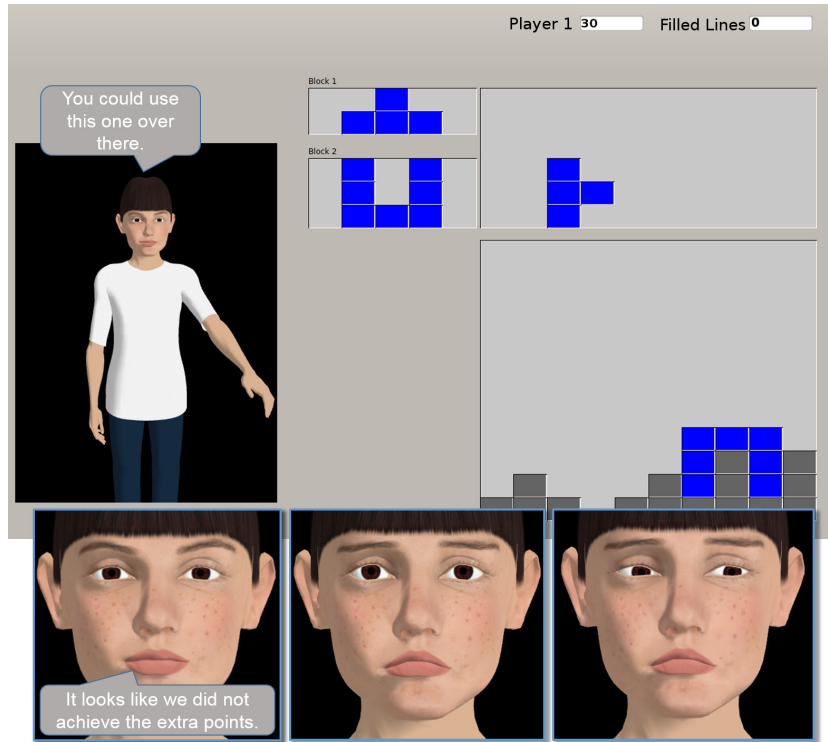 Player 1 30 Filled Lines 0
Block 1
You could use
this one over
there.
Block 2
It looks like we did not
achieve the extra points.